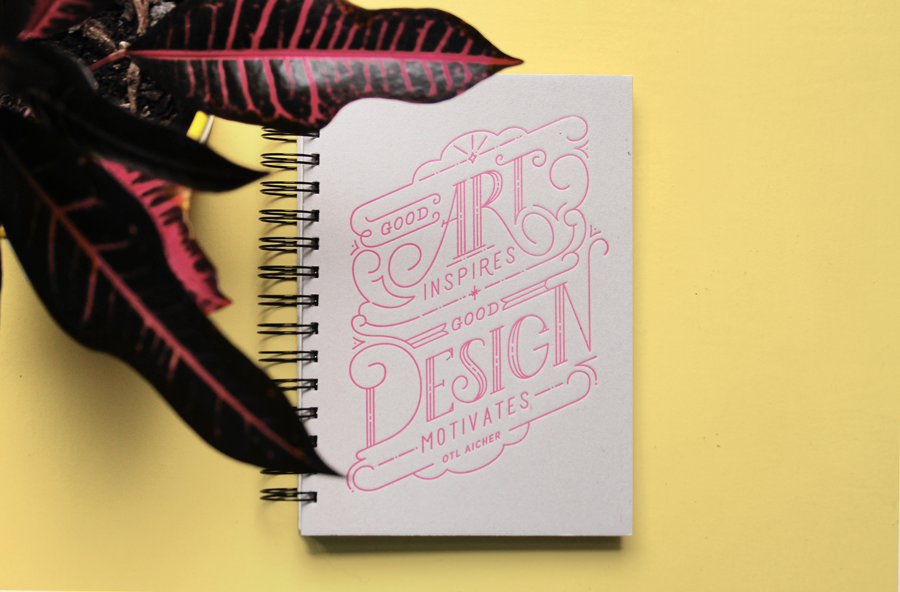 GOOD
ART
INSPIRES
GOOD
DESIGN
MOTIVATES
OTL AICHER